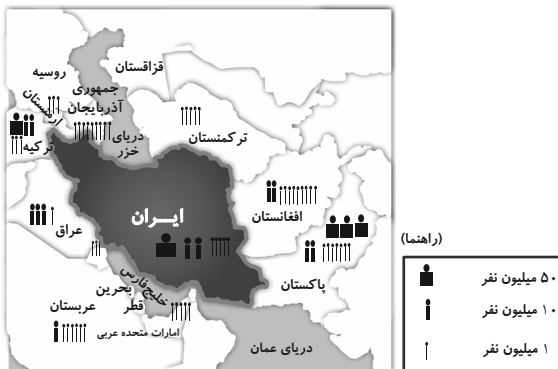 قزاقستان
روسیه
جمهوری
آذربایجان
ارمنستان
دریای
خزر
ترکیه
ترکمنستان
ایــران
افغانستان
عراق
پاکستان
خلیج فارس
بحرین
قطر
عربستان
امارات متحده عربی
دریای عمان
(راهنما)
۵۰ میلیون نفر
۱۰ میلیون نفر
۱ میلیون نفر